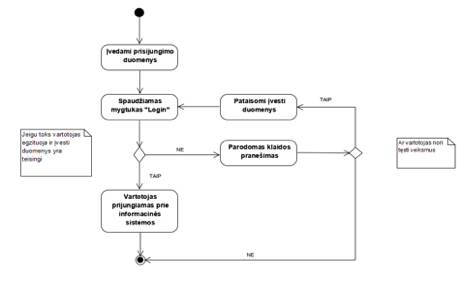 Įvedami prisijungimo
duomenys
Spaudžiamas
mygtukas "Login"
Pataisomi įvesti
duomenys
TAIP
Jeigu toks vartotojas
egzituoja ir įvesti
duomenys yra
teisingi
NE
Parodomas klaidos
pranešimas
Ar vartotojas nori
tęsti veiksmus
TAIP
Vartotojas
prijungiamas prie
informacinės
sistemos
NE